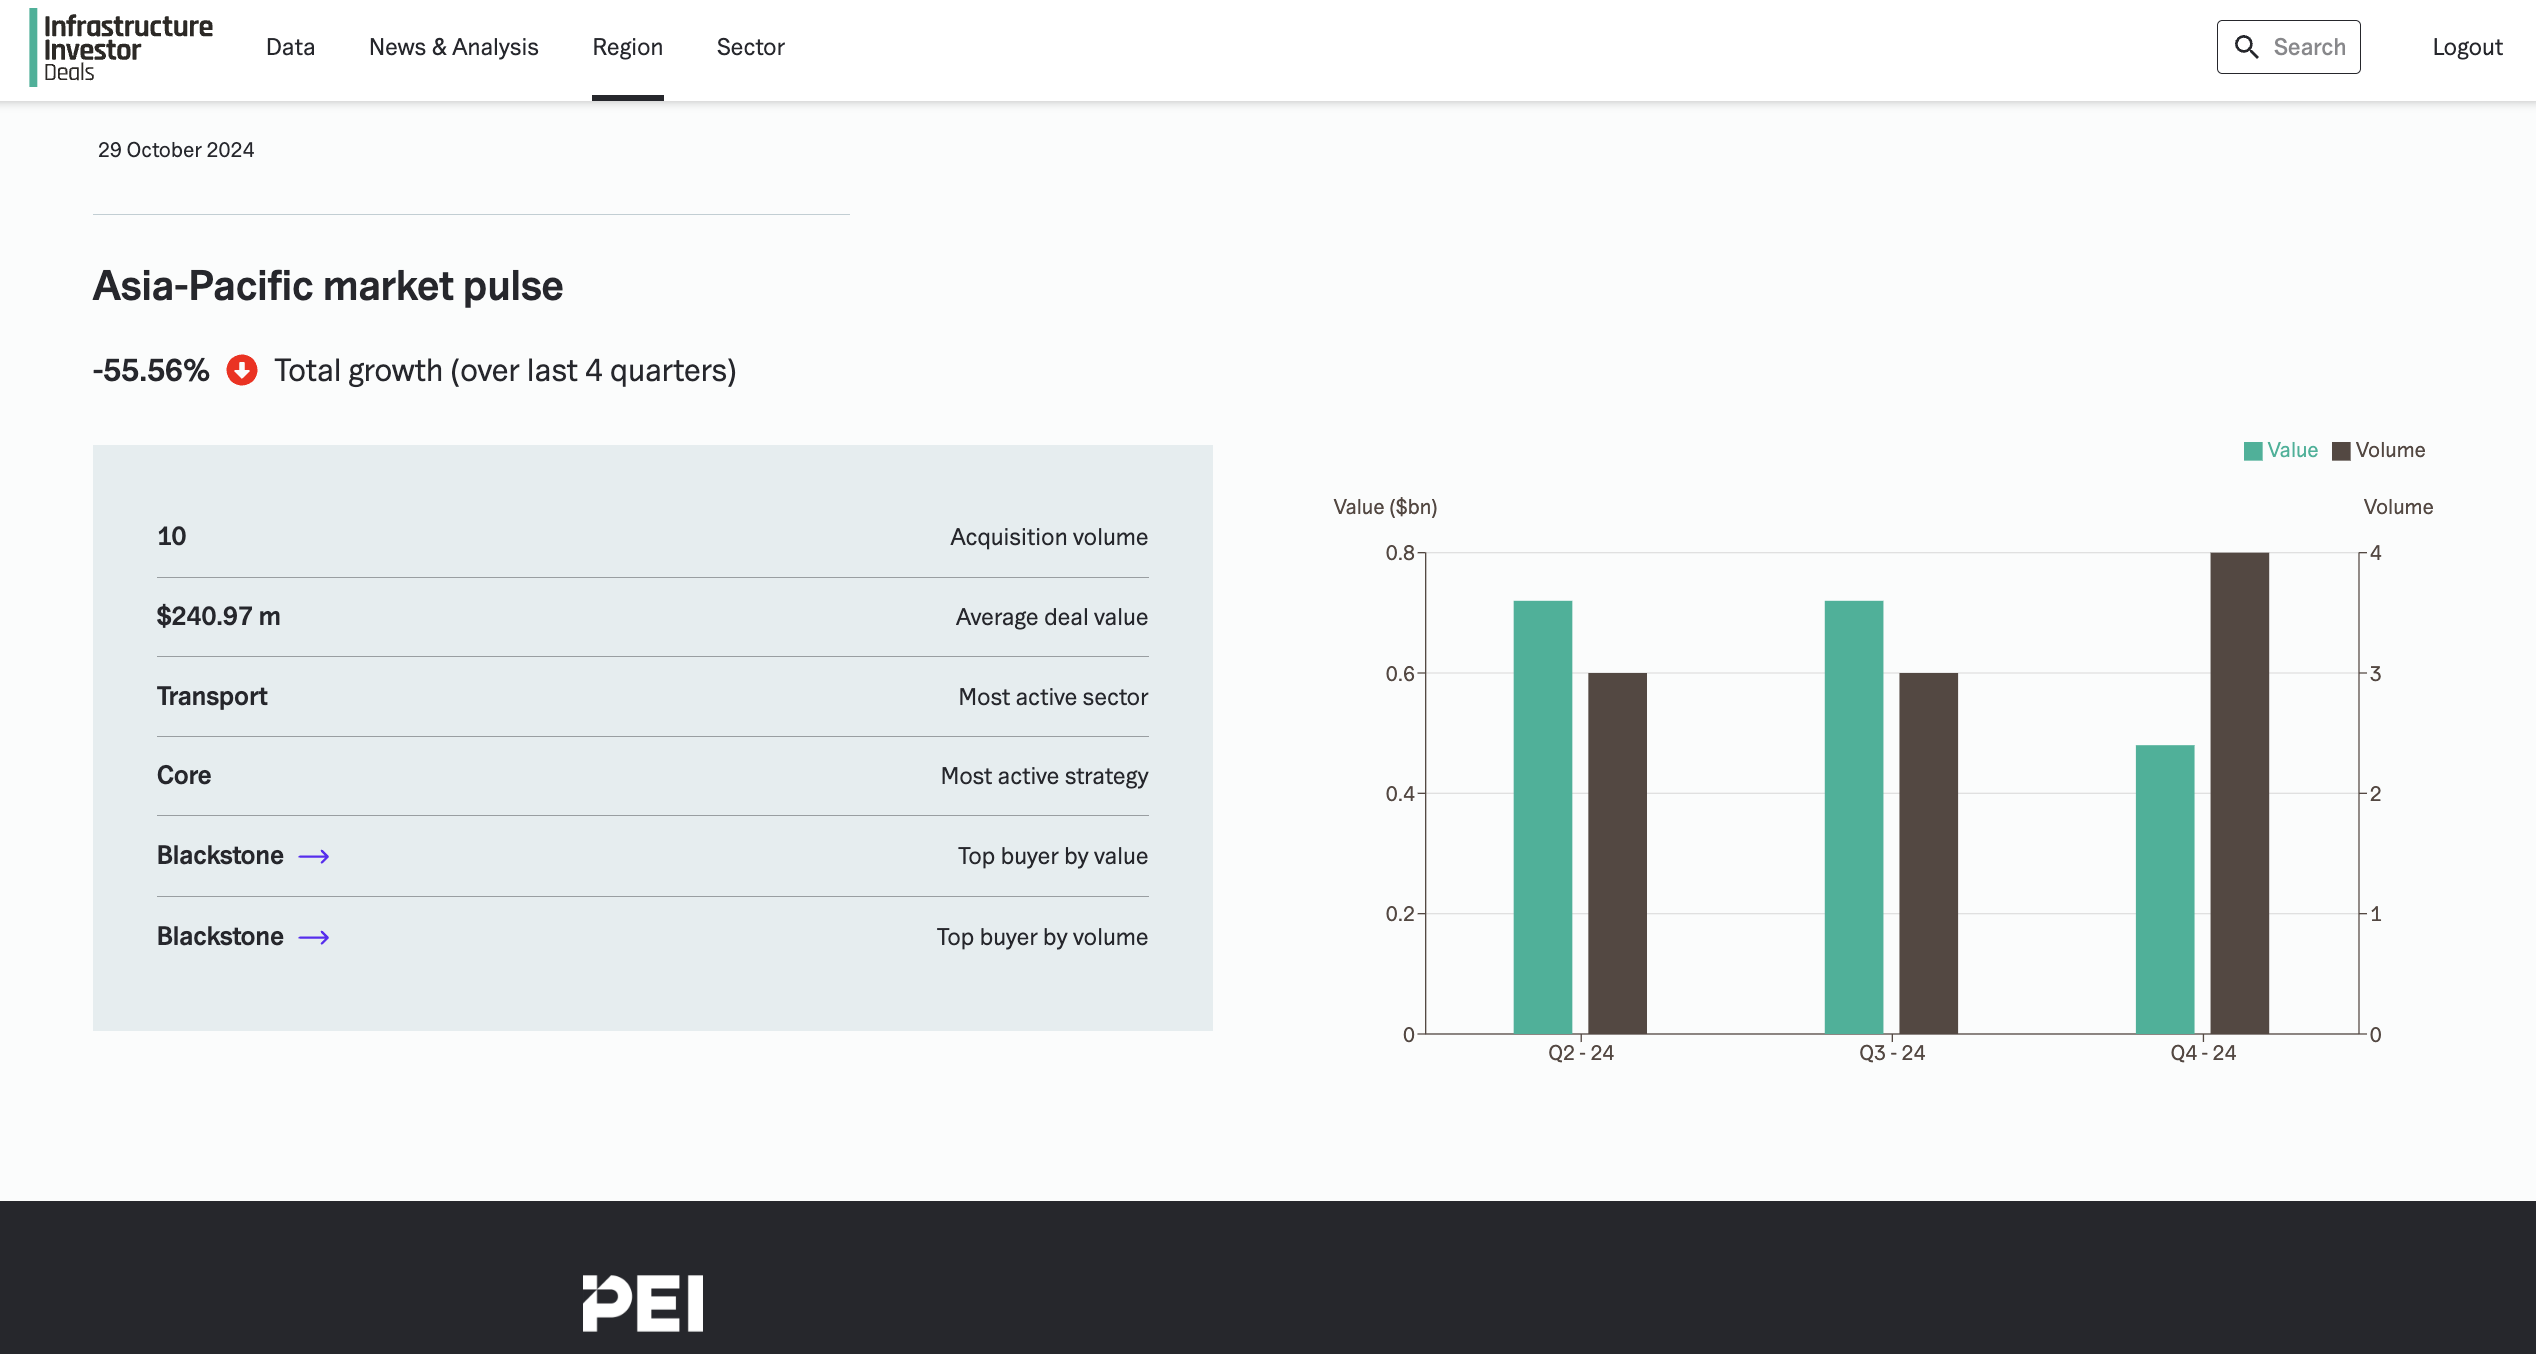 Infrastructure
Investor
Deals
Data
News & Analysis
Region
Sector
Search
Logout
29 October 2024
Asia-Pacific market pulse
-55.56% Total growth (over last 4 quarters)
10 Acquisition volume
$240.97 m Average deal value
Transport Most active sector
Core Most active strategy
Blackstone Top buyer by value
Blackstone Top buyer by volume
Value Volume
Value ($bn) Volume
0.8 4
0.6 3
0.4 2
0.2 1
0 0
Q2 - 24 Q3 - 24 Q4 - 24
PEI